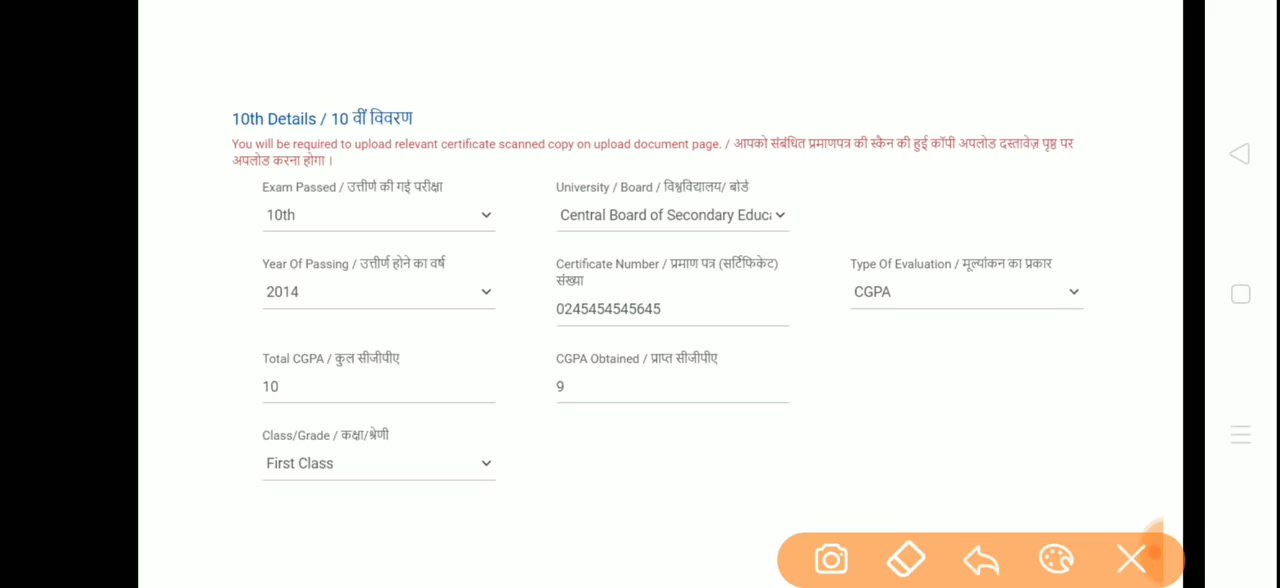 10th Details / 10 वीं विवरण
You will be required to upload relevant certificate scanned copy on upload document page. / आपको संबंधित प्रमाणपत्र की स्कैन की हुई कॉपी अपलोड दस्तावेज़ पृष्ठ पर
अपलोड करना होगा ।
Exam Passed / उत्तीर्ण की गई परीक्षा
University / Board / विश्वविद्यालय/ बोर्ड
10th
Central Board of Secondary Educa
Year Of Passing / उत्तीर्ण होने का वर्ष
Certificate Number / प्रमाण पत्र (सर्टिफिकेट)
संख्या
Type Of Evaluation / मूल्यांकन का प्रकार
2014
0245454545645
CGPA
Total CGPA / कुल सीजीपीए
CGPA Obtained / प्राप्त सीजीपीए
10
9
Class/Grade / कक्षा/श्रेणी
First Class